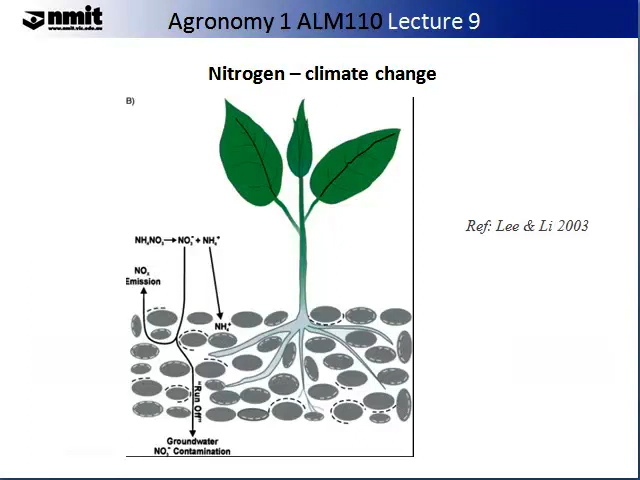 nmit
www.nmit.vic.edu.au
Agronomy 1 ALM110 Lecture 9
Nitrogen – climate change
B)
Ref: Lee & Li 2003
NH₄NO₃→NO₃⁻ + NH₄⁺
NOₓ
Emission
NH₄⁺
"Run Off"
Groundwater
NO₃⁻ Contamination